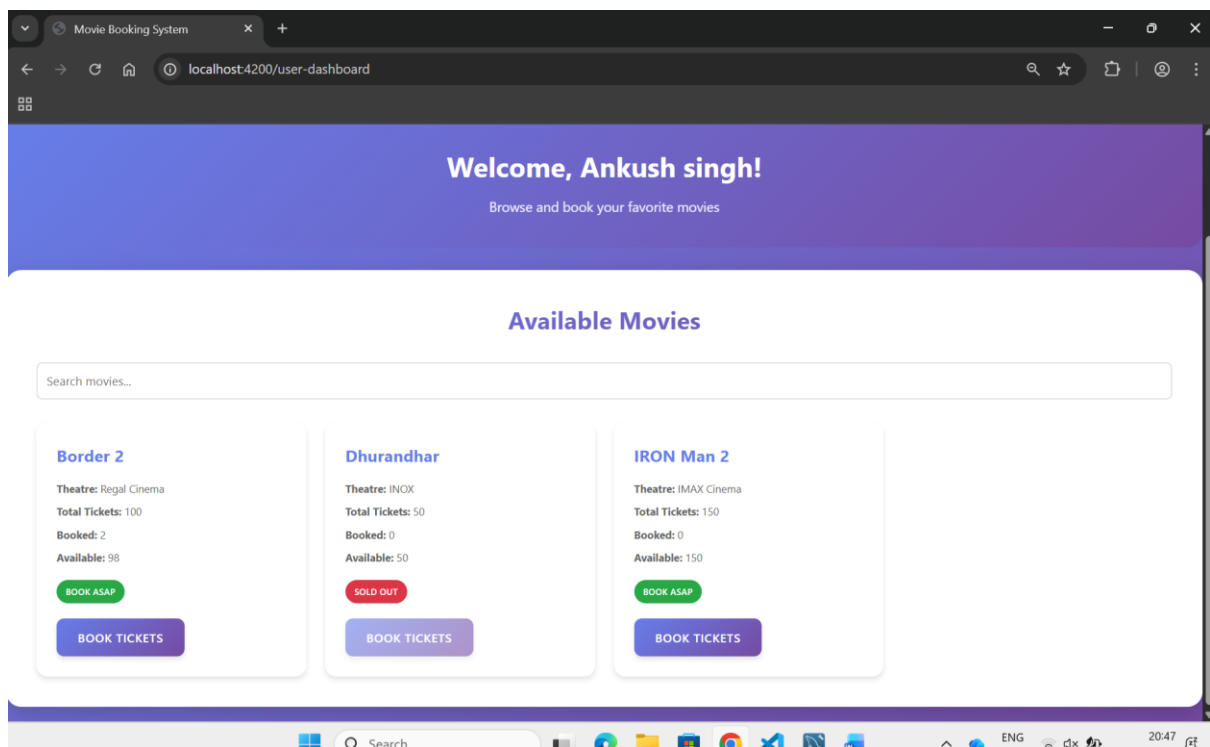 Movie Booking System
localhost:4200/user-dashboard
Welcome, Ankush singh!
Browse and book your favorite movies
Available Movies
Search movies...
Border 2
Theatre: Regal Cinema
Total Tickets: 100
Booked: 2
Available: 98
BOOK ASAP
BOOK TICKETS
Dhurandhar
Theatre: INOX
Total Tickets: 50
Booked: 0
Available: 50
SOLD OUT
BOOK TICKETS
IRON Man 2
Theatre: IMAX Cinema
Total Tickets: 150
Booked: 0
Available: 150
BOOK ASAP
BOOK TICKETS
Search
ENG
20:47